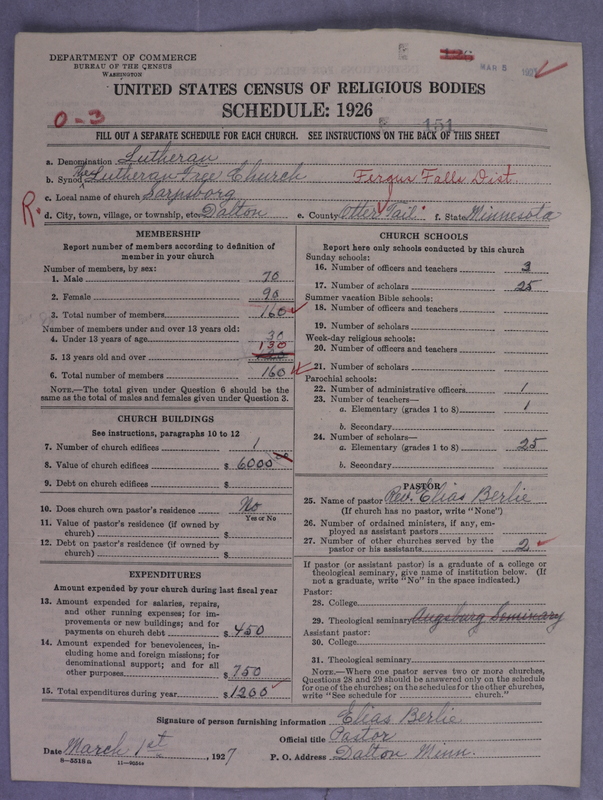 DEPARTMENT OF COMMERCE
BUREAU OF THE CENSUS
WASHINGTON
MAR 5 1927
UNITED STATES CENSUS OF RELIGIOUS BODIES
SCHEDULE: 1926
0-3
151
FILL OUT A SEPARATE SCHEDULE FOR EACH CHURCH. SEE INSTRUCTIONS ON THE BACK OF THIS SHEET
a. Denomination Lutheran
b. Synod The Lutheran Free Church Fergus Falls Dist
c. Local name of church Sarpsborg
R.
d. City, town, village, or township, etc. Dalton e. County Otter Tail f. State Minnesota
MEMBERSHIP
Report number of members according to definition of
member in your church
Number of members, by sex:
1. Male 70
2. Female 90
3. Total number of members 160
Number of members under and over 13 years old:
4. Under 13 years of age 30
130
5. 13 years old and over
6. Total number of members 160
NOTE.—The total given under Question 6 should be the
same as the total of males and females given under Question 3.
CHURCH BUILDINGS
See instructions, paragraphs 10 to 12
7. Number of church edifices 1
8. Value of church edifices $ 6000
9. Debt on church edifices $
10. Does church own pastor's residence No
Yes or No
11. Value of pastor's residence (if owned by
church) $
12. Debt on pastor's residence (if owned by
church) $
EXPENDITURES
Amount expended by your church during last fiscal year
13. Amount expended for salaries, repairs,
and other running expenses; for im-
provements or new buildings; and for
payments on church debt $ 450
14. Amount expended for benevolences, in-
cluding home and foreign missions; for
denominational support; and for all
other purposes $ 750
15. Total expenditures during year $ 1200
CHURCH SCHOOLS
Report here only schools conducted by this church
Sunday schools:
16. Number of officers and teachers 3
17. Number of scholars 25
Summer vacation Bible schools:
18. Number of officers and teachers
19. Number of scholars
Week-day religious schools:
20. Number of officers and teachers
21. Number of scholars
Parochial schools:
22. Number of administrative officers 1
23. Number of teachers—
a. Elementary (grades 1 to 8) 1
b. Secondary
24. Number of scholars—
a. Elementary (grades 1 to 8) 25
b. Secondary
PASTOR
25. Name of pastor Rev. Elias Berlie
(If church has no pastor, write "None")
26. Number of ordained ministers, if any, em-
ployed as assistant pastors
27. Number of other churches served by the
pastor or his assistants 2
If pastor (or assistant pastor) is a graduate of a college or
theological seminary, give name of institution below. (If
not a graduate, write "No" in the space indicated.)
Pastor:
28. College
29. Theological seminary Augsburg Seminary
Assistant pastor:
30. College
31. Theological seminary
NOTE.—Where one pastor serves two or more churches,
Questions 28 and 29 should be answered only on the schedule
for one of the churches; on the schedules for the other churches,
write "See schedule for church."
Signature of person furnishing information Elias Berlie
Official title Pastor
Date March 1st, 1927 P. O. Address Dalton Minn.
8-5518a 11-9654